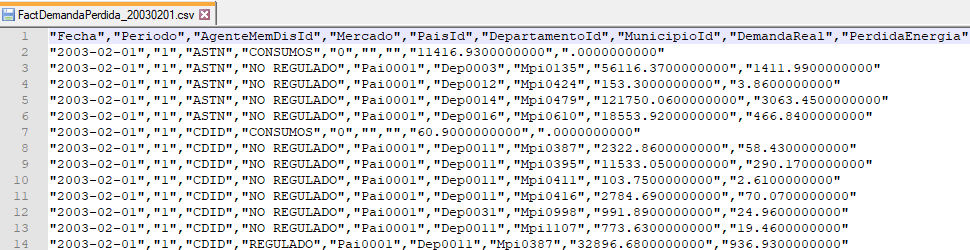 FactDemandaPerdida_20030201.csv
1 "Fecha","Periodo","AgenteMemDisId","Mercado","PaisId","DepartamentoId","MunicipioId","DemandaReal","PerdidaEnergia"
2 "2003-02-01","1","ASTN","CONSUMOS","0","","","11416.9300000000",".0000000000"
3 "2003-02-01","1","ASTN","NO REGULADO","Pai0001","Dep0003","Mpi0135","56116.3700000000","1411.9900000000"
4 "2003-02-01","1","ASTN","NO REGULADO","Pai0001","Dep0012","Mpi0424","153.3000000000","3.8600000000"
5 "2003-02-01","1","ASTN","NO REGULADO","Pai0001","Dep0014","Mpi0479","121750.0600000000","3063.4500000000"
6 "2003-02-01","1","ASTN","NO REGULADO","Pai0001","Dep0016","Mpi0610","18553.9200000000","466.8400000000"
7 "2003-02-01","1","CDID","CONSUMOS","0","","","60.9000000000",".0000000000"
8 "2003-02-01","1","CDID","NO REGULADO","Pai0001","Dep0011","Mpi0387","2322.8600000000","58.4300000000"
9 "2003-02-01","1","CDID","NO REGULADO","Pai0001","Dep0011","Mpi0395","11533.0500000000","290.1700000000"
10 "2003-02-01","1","CDID","NO REGULADO","Pai0001","Dep0011","Mpi0411","103.7500000000","2.6100000000"
11 "2003-02-01","1","CDID","NO REGULADO","Pai0001","Dep0011","Mpi0416","2784.6900000000","70.0700000000"
12 "2003-02-01","1","CDID","NO REGULADO","Pai0001","Dep0031","Mpi0998","991.8900000000","24.9600000000"
13 "2003-02-01","1","CDID","NO REGULADO","Pai0001","Dep0011","Mpi1107","773.6300000000","19.4600000000"
14 "2003-02-01","1","CDID","REGULADO","Pai0001","Dep0011","Mpi0387","32896.6800000000","936.9300000000"